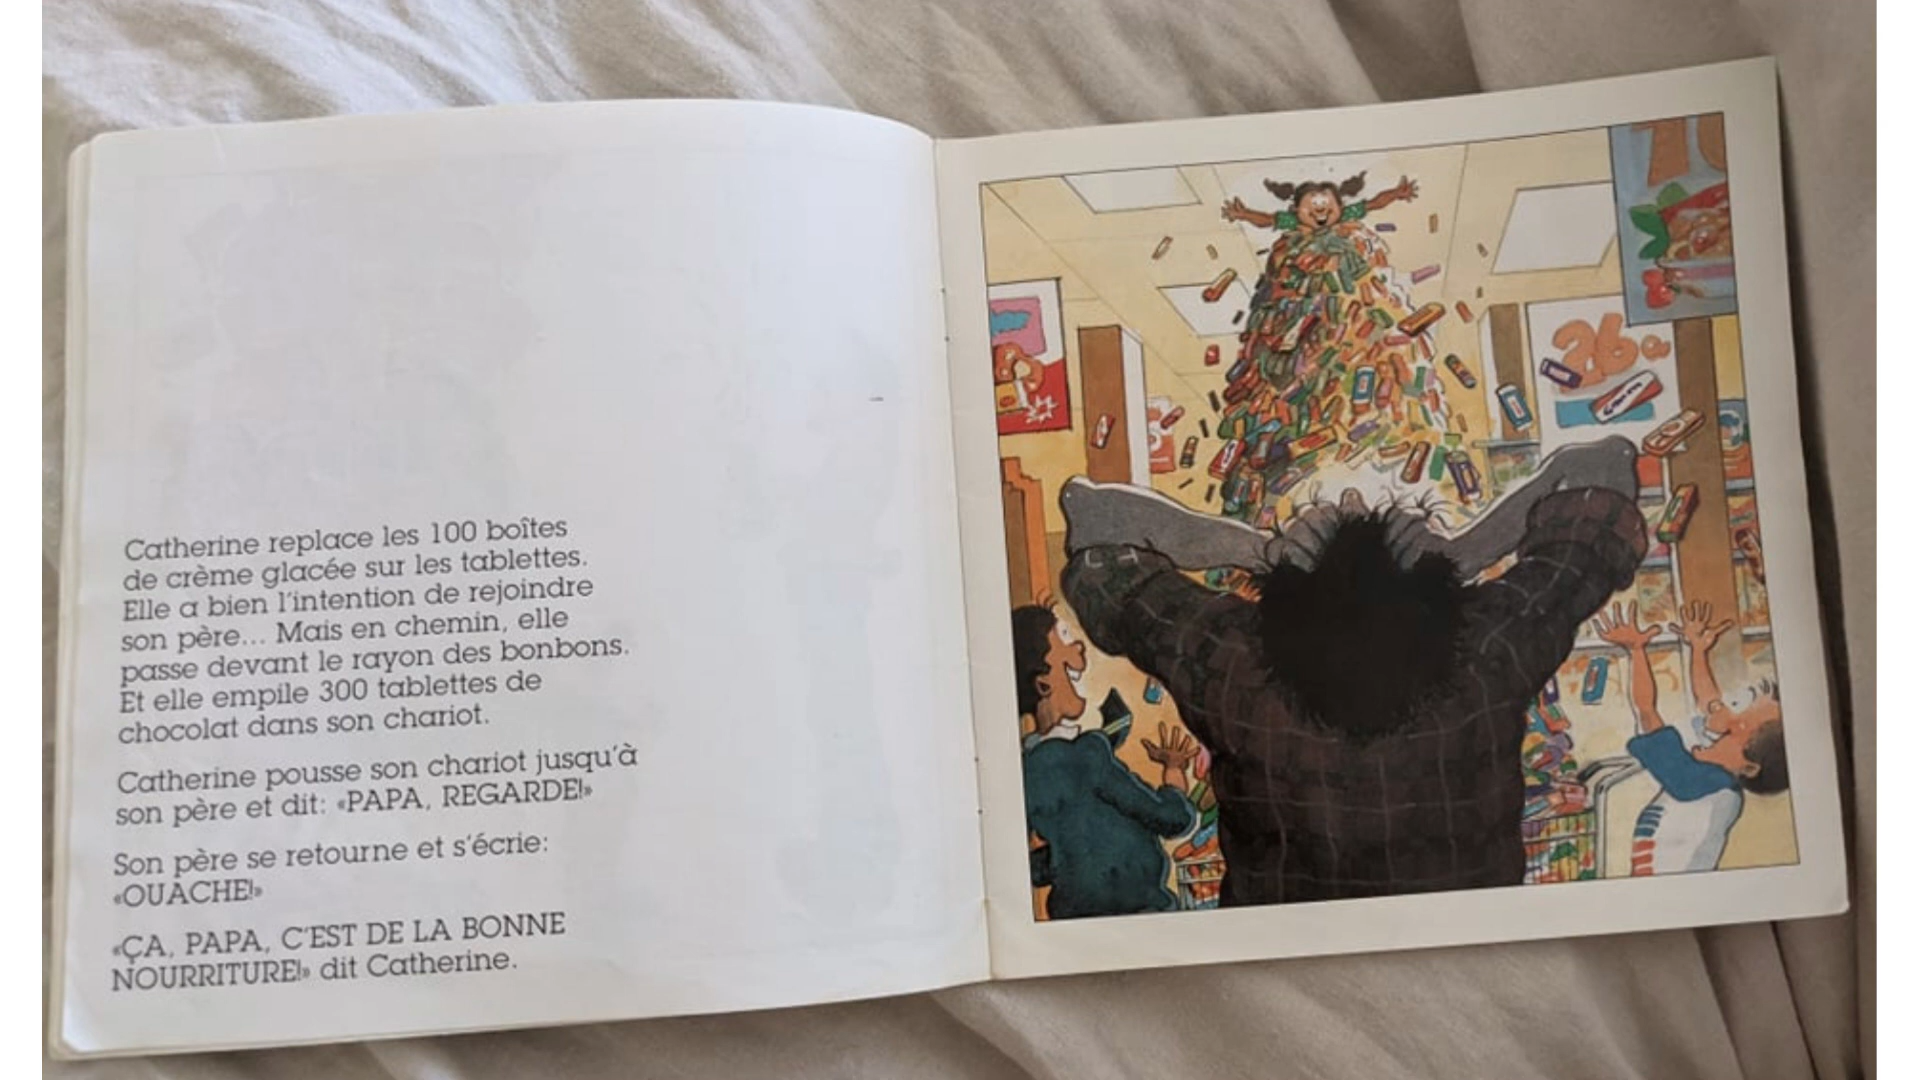 Catherine replace les 100 boîtes
de crème glacée sur les tablettes.
Elle a bien l'intention de rejoindre
son père... Mais en chemin, elle
passe devant le rayon des bonbons.
Et elle empile 300 tablettes de
chocolat dans son chariot.
Catherine pousse son chariot jusqu'à
son père et dit: «PAPA, REGARDE!»
Son père se retourne et s'écrie:
«OUACHE!»
«ÇA, PAPA, C'EST DE LA BONNE
NOURRITURE!» dit Catherine.
26¢